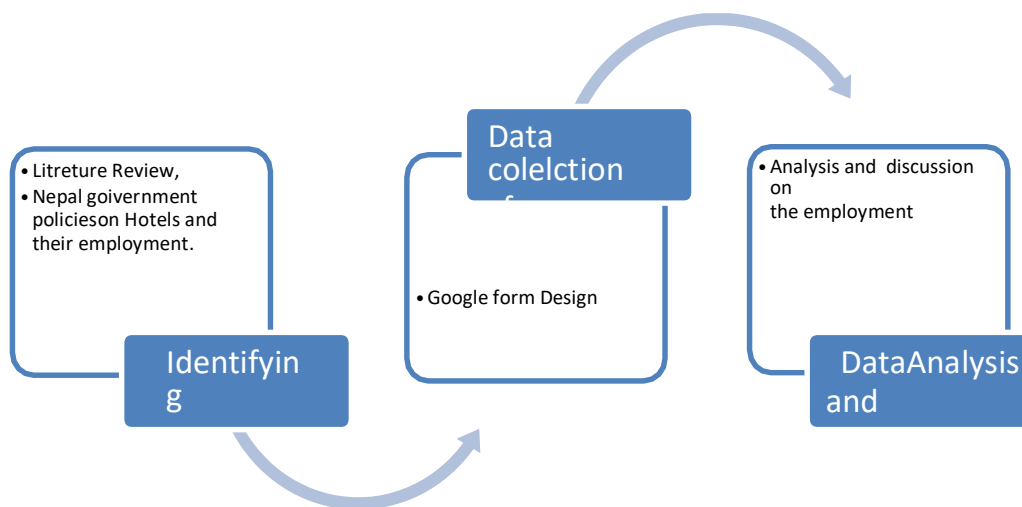 • Litreture Review,
• Nepal goivernment
policieson Hotels and
their employment.
Identifyin
g
Data
colelction
• Google form Design
• Analysis and discussion
on
the employment
DataAnalysis
and